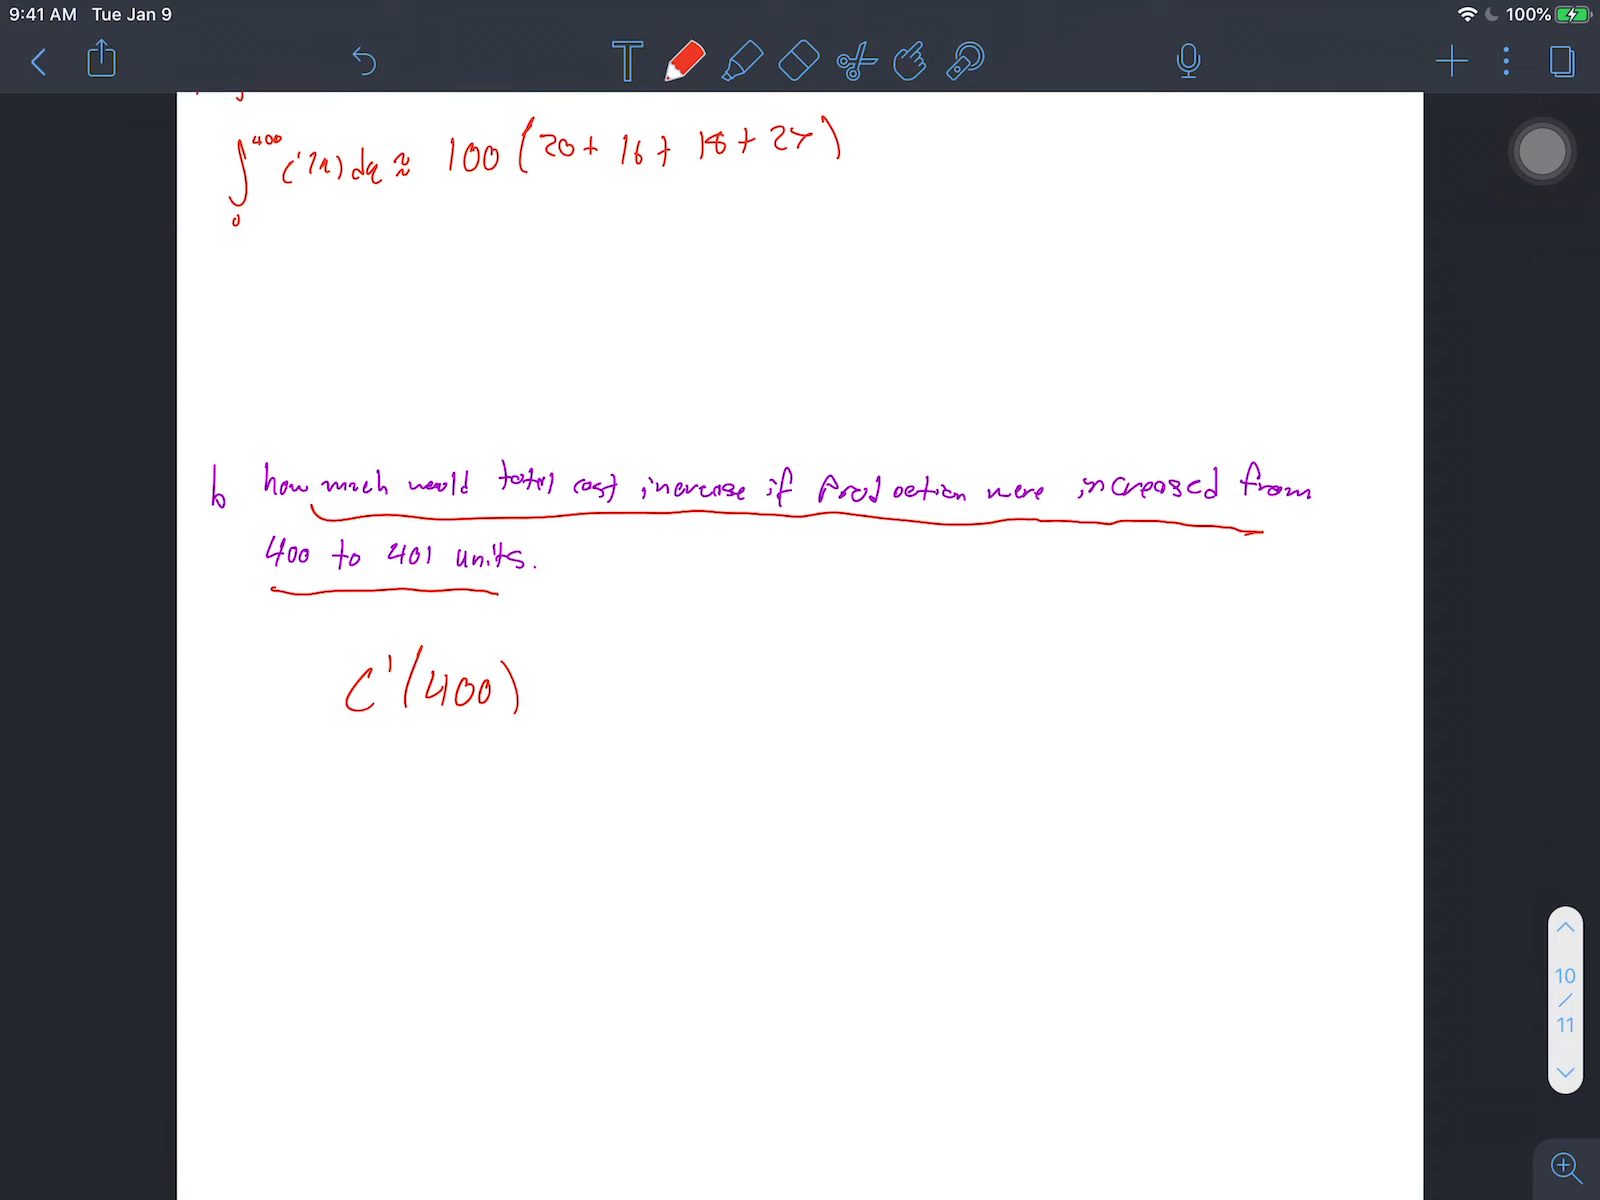 9:41 AM Tue Jan 9
100%
∫₀⁴⁰⁰ C'(q) dq ≈ 100 (20 + 16 + 18 + 27)
b how much would total cost increase if Production were increased from
400 to 401 units.
C'(400)
10
/
11